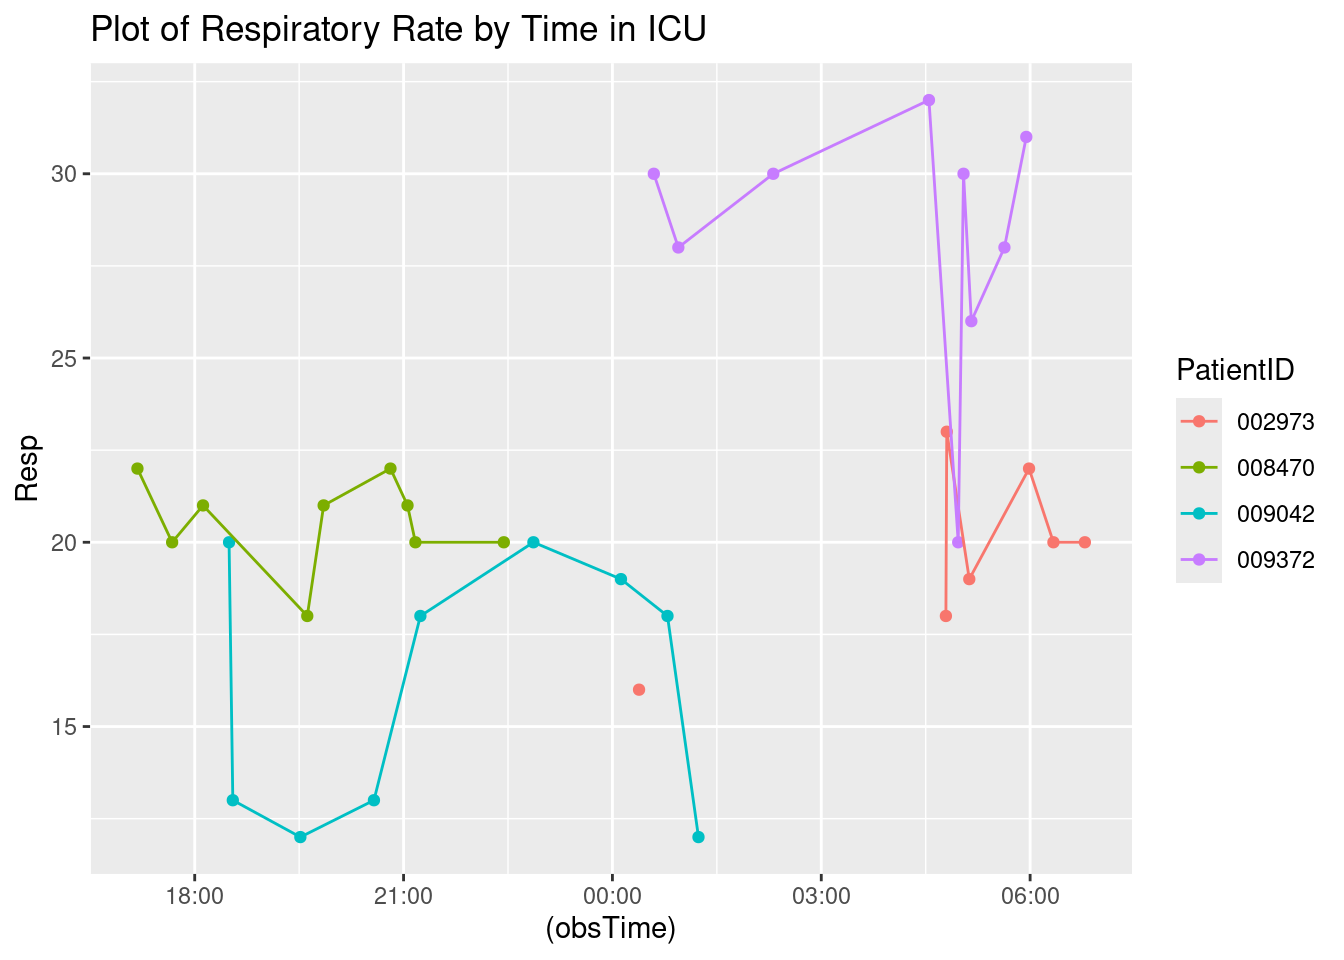 Plot of Respiratory Rate by Time in ICU
Resp
30
25
20
15
18:00 21:00 00:00 03:00 06:00
(obsTime)
PatientID
002973
008470
009042
009372